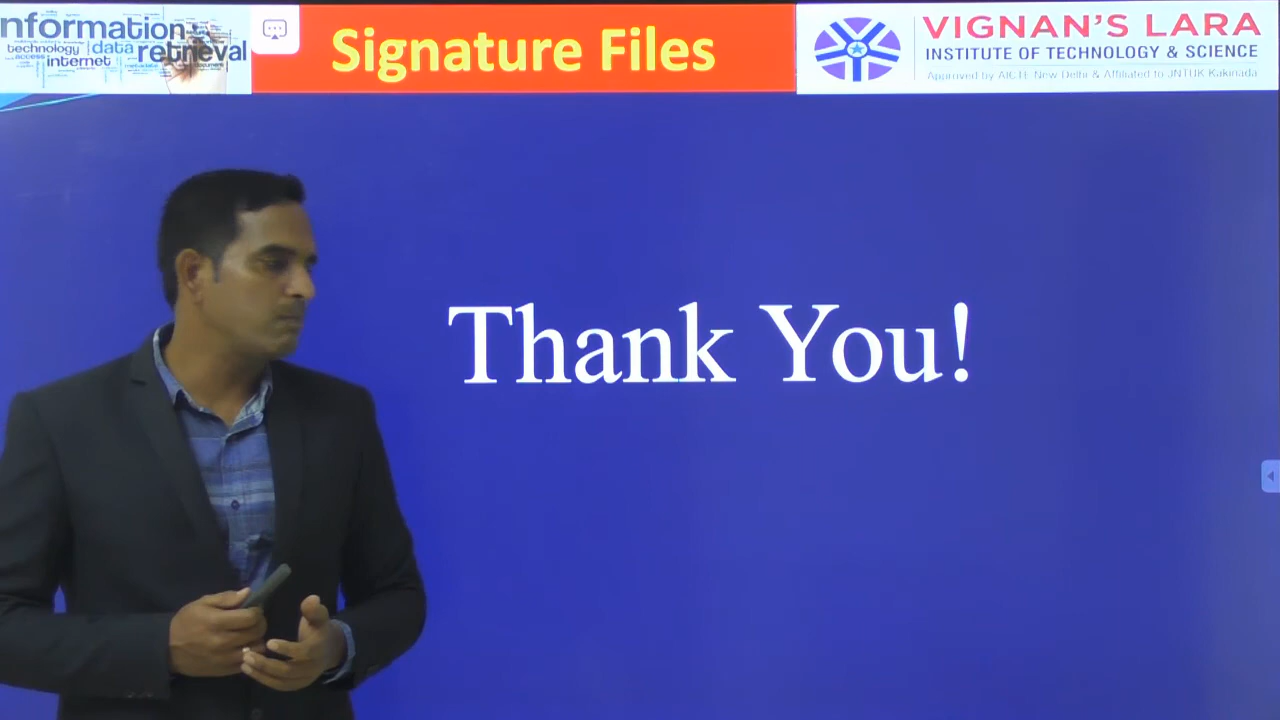 nformation
technology data retrieval
access internet
Signature Files
VIGNAN'S LARA
INSTITUTE OF TECHNOLOGY & SCIENCE
Approved by AICTE New Delhi & Affiliated to JNTUK Kakinada
Thank You!